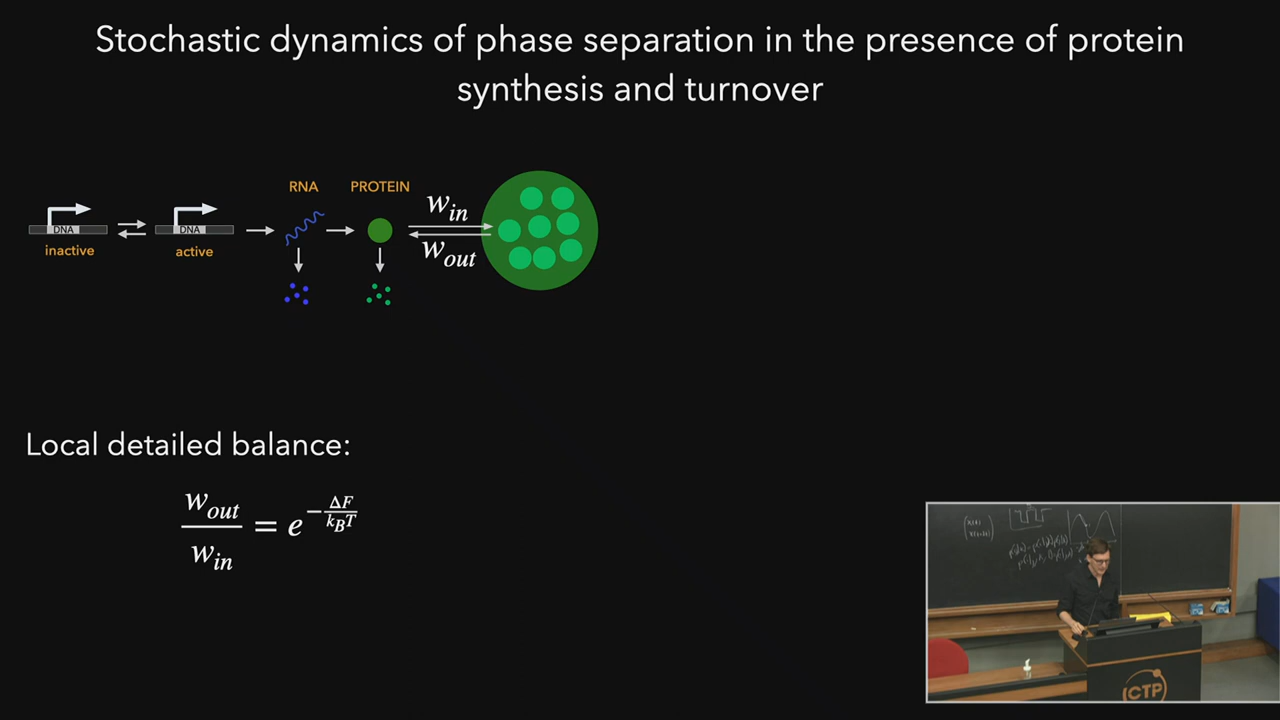 Stochastic dynamics of phase separation in the presence of protein
synthesis and turnover
RNA
PROTEIN
w_in
w_out
DNA
DNA
inactive
active
Local detailed balance:
w_out / w_in = e^{-ΔF / k_BT}
ICTP